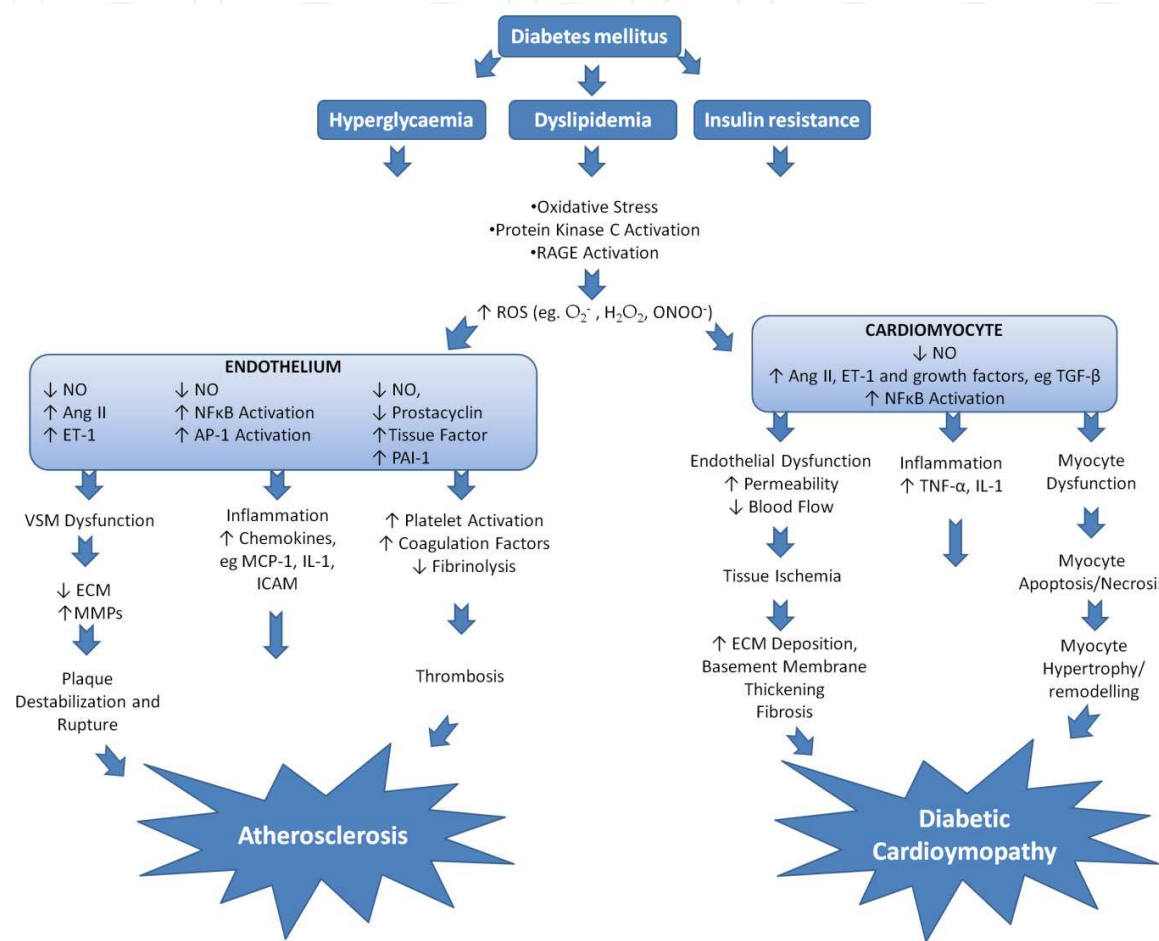 Diabetes mellitus
Hyperglycaemia
Dyslipidemia
Insulin resistance
•Oxidative Stress
•Protein Kinase C Activation
•RAGE Activation
↑ ROS (eg. O₂⁻ , H₂O₂, ONOO⁻)
ENDOTHELIUM
↓ NO
↑ Ang II
↑ ET-1
↓ NO
↑ NFκB Activation
↑ AP-1 Activation
↓ NO,
↓ Prostacyclin
↑Tissue Factor
↑ PAI-1
VSM Dysfunction
↓ ECM
↑MMPs
Plaque
Destabilization and
Rupture
Inflammation
↑ Chemokines,
eg MCP-1, IL-1,
ICAM
↑ Platelet Activation
↑ Coagulation Factors
↓ Fibrinolysis
Thrombosis
Atherosclerosis
CARDIOMYOCYTE
↓ NO
↑ Ang II, ET-1 and growth factors, eg TGF-β
↑ NFκB Activation
Endothelial Dysfunction
↑ Permeability
↓ Blood Flow
Tissue Ischemia
↑ ECM Deposition,
Basement Membrane
Thickening
Fibrosis
Inflammation
↑ TNF-α, IL-1
Myocyte
Dysfunction
Myocyte
Apoptosis/Necrosis
Myocyte
Hypertrophy/
remodelling
Diabetic
Cardioymopathy